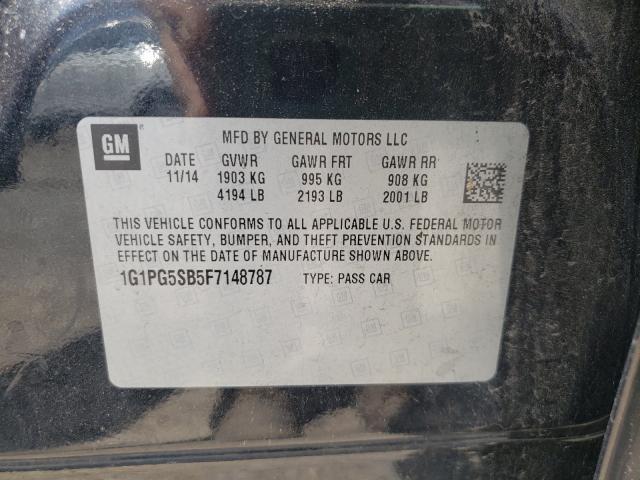 GM
MFD BY GENERAL MOTORS LLC
DATE GVWR GAWR FRT GAWR RR
11/14 1903 KG 995 KG 908 KG
4194 LB 2193 LB 2001 LB
THIS VEHICLE CONFORMS TO ALL APPLICABLE U.S. FEDERAL MOTOR
VEHICLE SAFETY, BUMPER, AND THEFT PREVENTION STANDARDS IN
EFFECT ON THE DATE OF MANUFACTURE SHOWN ABOVE.
1G1PG5SB5F7148787 TYPE: PASS CAR